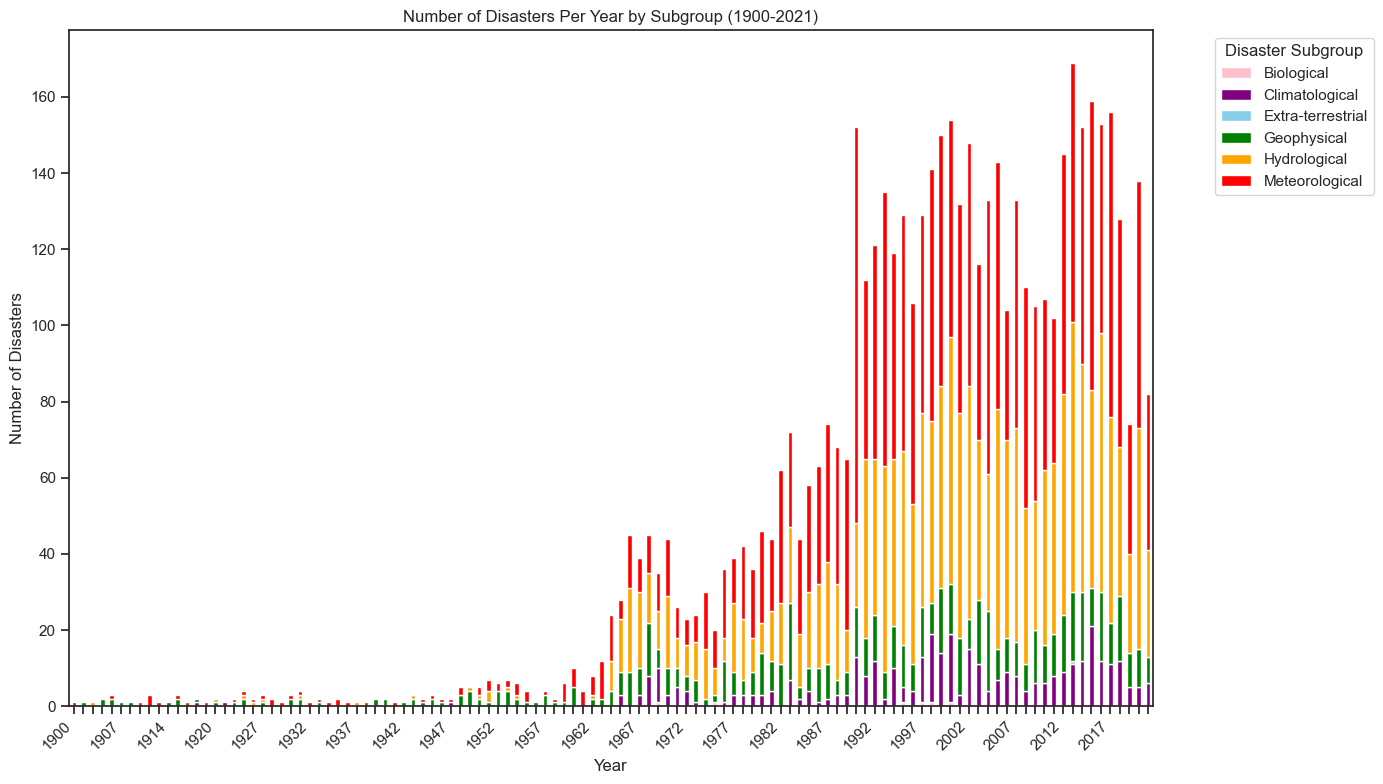 Number of Disasters Per Year by Subgroup (1900-2021)
Disaster Subgroup
Biological
Climatological
Extra-terrestrial
Geophysical
Hydrological
Meteorological
Number of Disasters
160
140
120
100
80
60
40
20
0
1900 1907 1914 1920 1927 1932 1937 1942 1947 1952 1957 1962 1967 1972 1977 1982 1987 1992 1997 2002 2007 2012 2017
Year